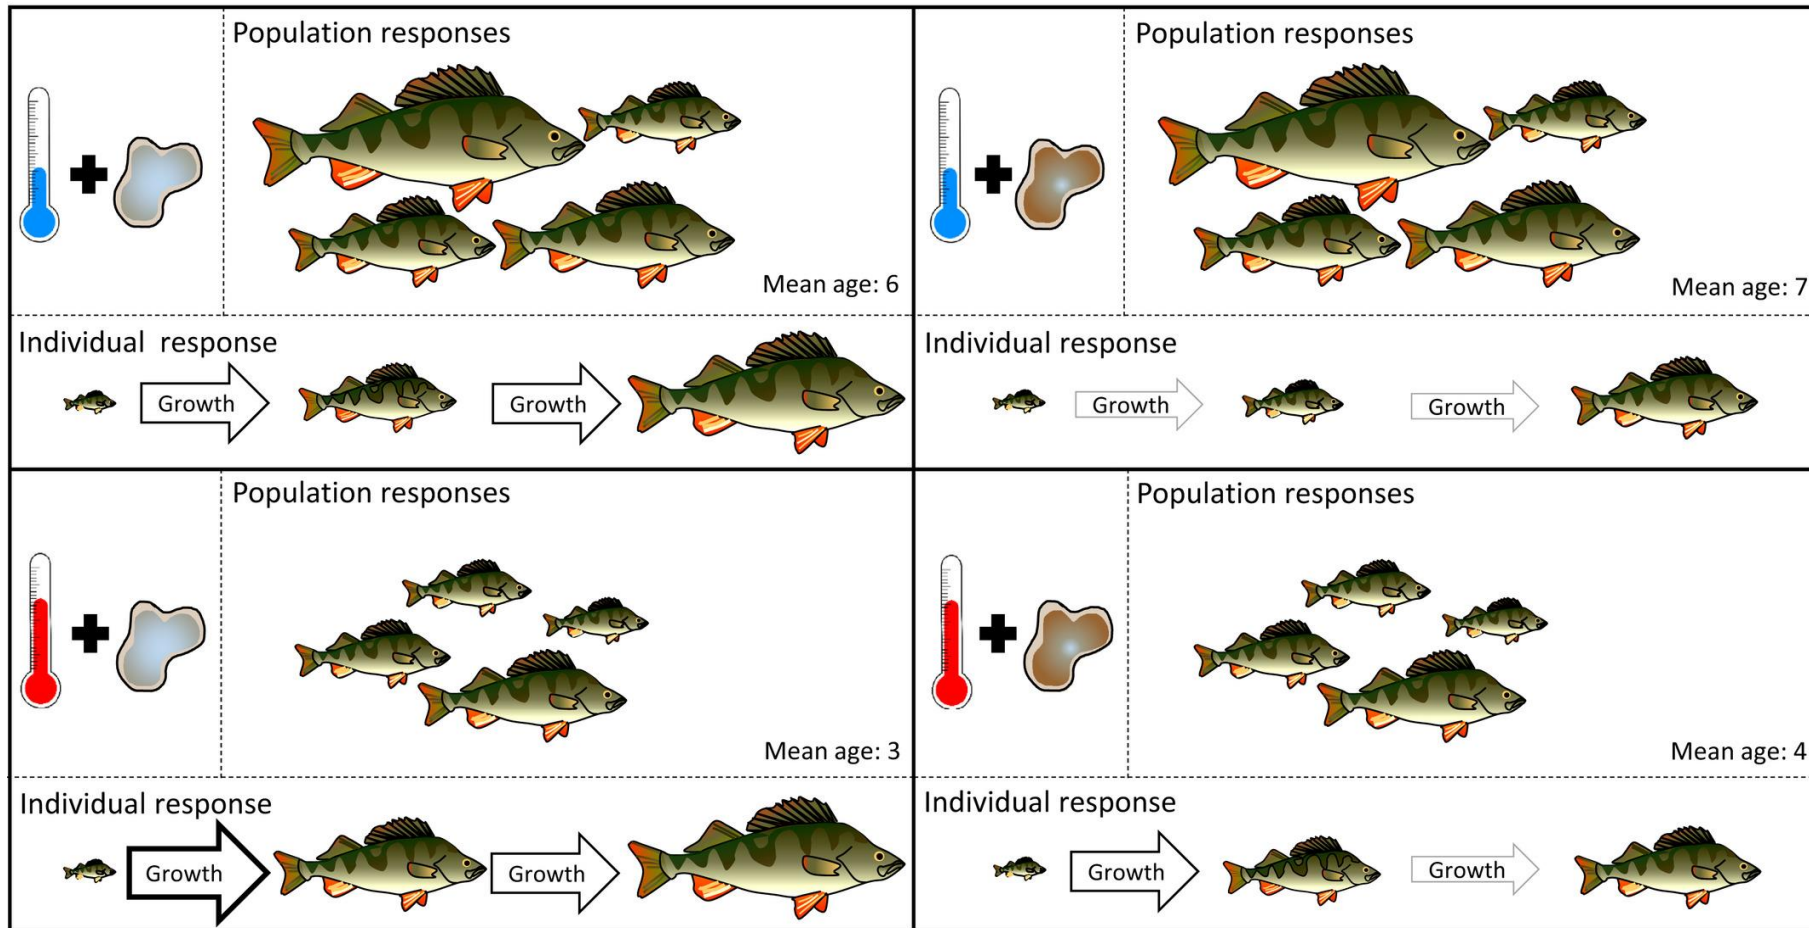 Population responses
Mean age: 6
Individual  response
Growth
Growth
Population responses
Mean age: 7
Individual response
Growth
Growth
Population responses
Mean age: 3
Individual response
Growth
Growth
Population responses
Mean age: 4
Individual response
Growth
Growth